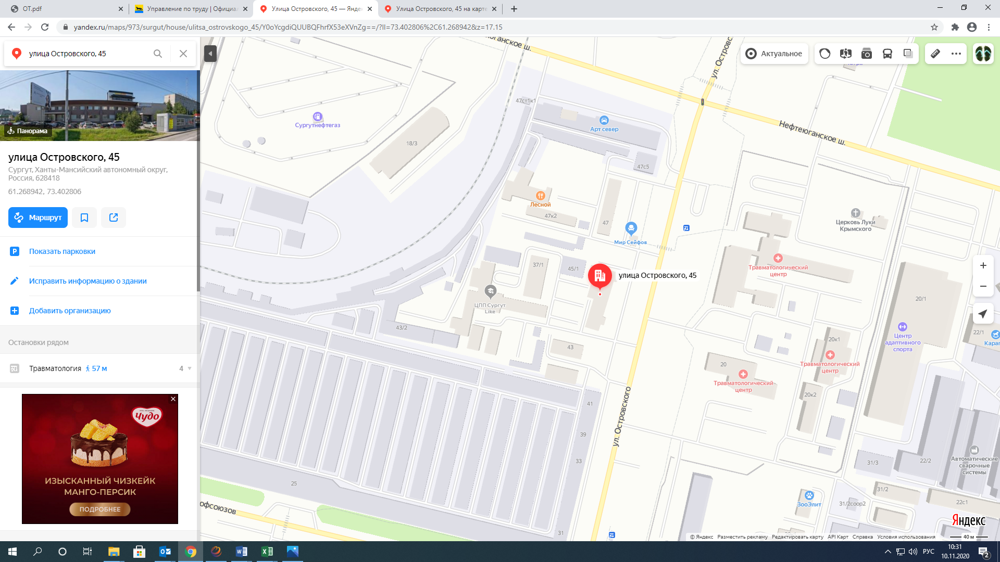 OT.pdf
Управление по труду | Официал
Улица Островского, 45 — Яндек
Улица Островского, 45 на карте
yandex.ru/maps/973/surgut/house/ulitsa_ostrovskogo_45/Y0oYcgdiQUUBQFhrfX53eXVnZg==/?ll=73.402806%2C61.268942&z=17.15
улица Островского, 45
Панорама
улица Островского, 45
Сургут, Ханты-Мансийский автономный округ,
Россия, 628418
61.268942, 73.402806
Маршрут
Показать парковки
Исправить информацию о здании
Добавить организацию
Остановки рядом
Травматология 57 м 4
Чудо
ИЗЫСКАННЫЙ ЧИЗКЕЙК
МАНГО-ПЕРСИК
ПОДРОБНЕЕ
Актуальное
юганское ш.
ул. Островс
Нефтеюганское ш.
47ст1к1
Сургутнефтегаз
Арт север
18/3
47с5
Лесной
47к2
47
Мир Сейфов
Церковь Луки
Крымского
37/1
45/1
улица Островского, 45
Травматологический
центр
ЦПП Сургут
Like
20/1
43/2
43
Центр
адаптивного
спорта
22/1
Караг
20к1
Травматологический
центр
20
Травматологический
центр
20к2
41
39
33
ул. Островского
31/3
22/2
Автоматические
сварочные
системы
25
офсоюзов
31
ЗооЭлит
31/2
31/2соор2
22с1
Яндекс
© Яндекс Разместить рекламу Редактировать карту API Карт Справка Условия использования 40 м
РУС
10:31
10.11.2020
2